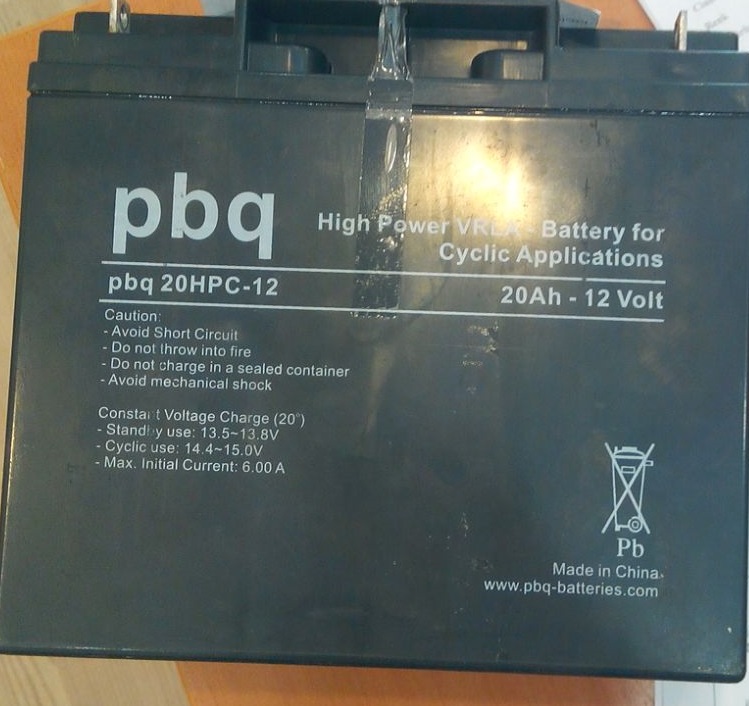 pbq
High Power VRLA - Battery for
Cyclic Applications
pbq 20HPC-12
20Ah - 12 Volt
Caution:
- Avoid Short Circuit
- Do not throw into fire
- Do not charge in a sealed container
- Avoid mechanical shock
Constant Voltage Charge (20°)
- Standby use: 13.5~13.8V
- Cyclic use: 14.4~15.0V
- Max. Initial Current: 6.00 A
Pb
Made in China.
www.pbq-batteries.com